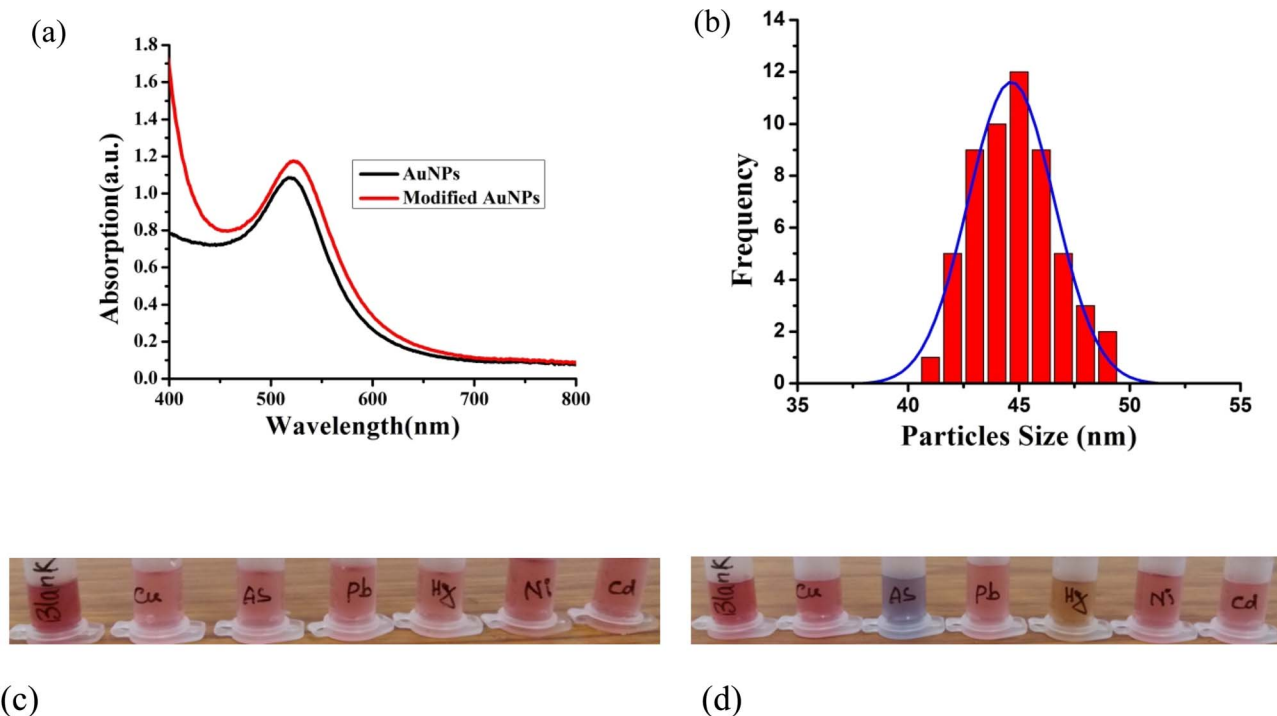 (a)
1.8
1.6
1.4
1.2
1.0
0.8
0.6
0.4
0.2
0.0
Absorption(a.u.)
AuNPs
Modified AuNPs
400 500 600 700 800
Wavelength(nm)
(b)
14
12
10
8
6
4
2
0
Frequency
35 40 45 50 55
Particles Size (nm)
Blank Cu AS Pb Hg Ni Cd
Blank Cu AS Pb Hg Ni Cd
(c)
(d)